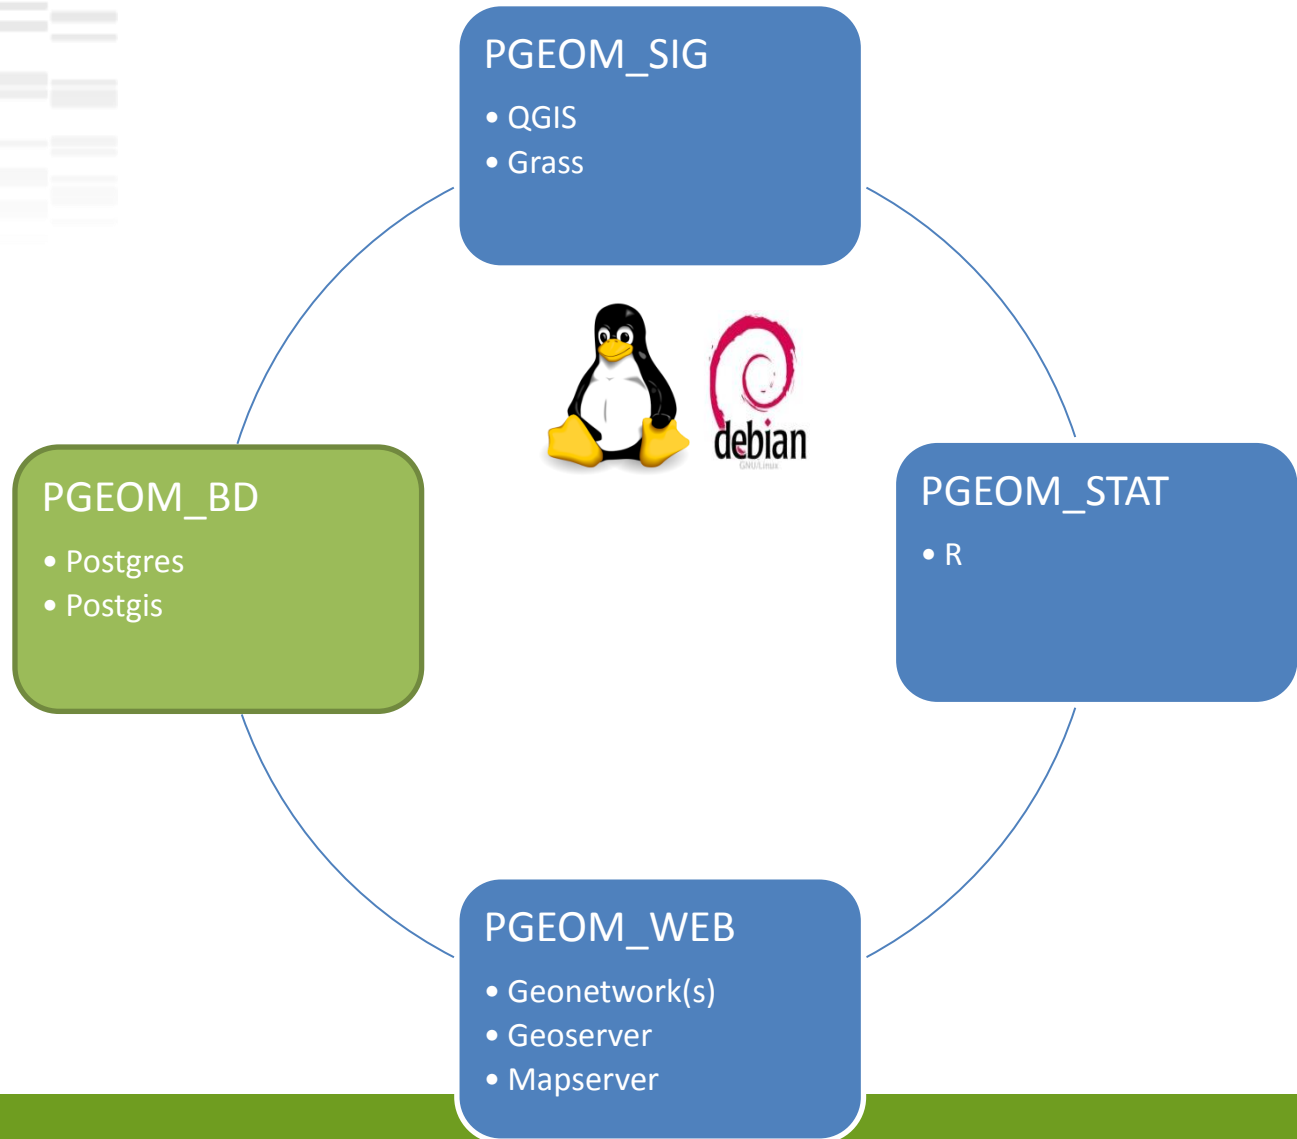 PGEOM_SIG
• QGIS
• Grass
debian
GNU/Linux
PGEOM_BD
• Postgres
• Postgis
PGEOM_STAT
• R
PGEOM_WEB
• Geonetwork(s)
• Geoserver
• Mapserver